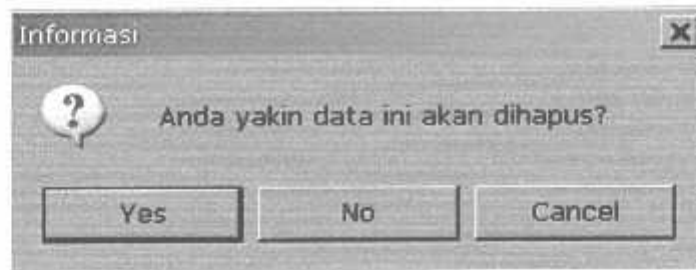 Informasi
?
Anda yakin data ini akan dihapus?
Yes No Cancel